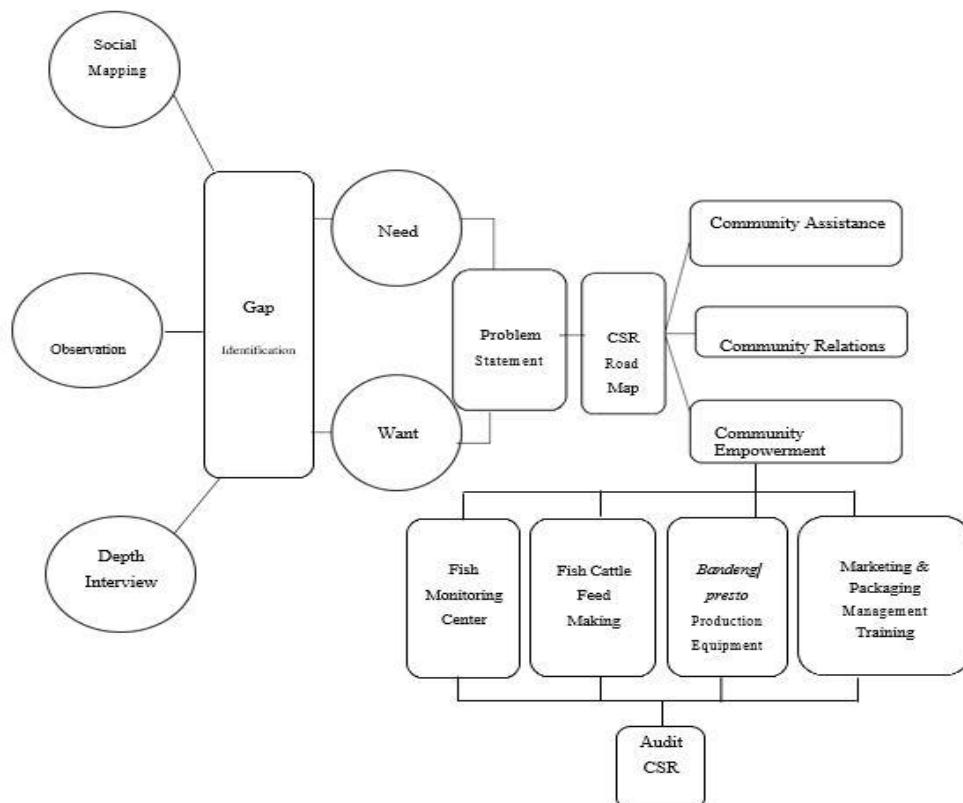 Social
Mapping
Observation
Depth
Interview
Gap
Identification
Need
Want
Problem
Statement
CSR
Road
Map
Community Assistance
Community Relations
Community
Empowerment
Fish
Monitoring
Center
Fish Cattle
Feed
Making
Bandeng/
presto
Production
Equipment
Marketing &
Packaging
Management
Training
Audit
CSR